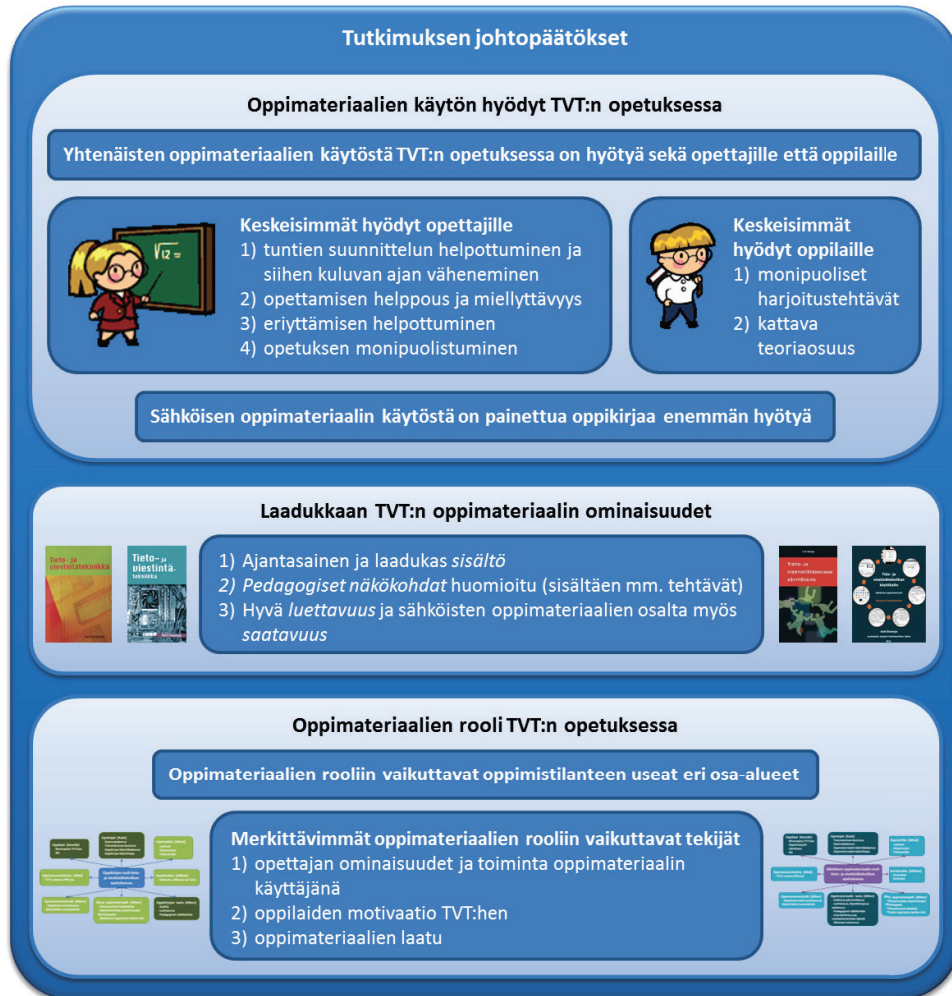 Tutkimuksen johtopäätökset
Oppimateriaalien käytön hyödyt TVT:n opetuksessa
Yhtenäisten oppimateriaalien käytöstä TVT:n opetuksessa on hyötyä sekä opettajille että oppilaille
√12 =
Keskeisimmät hyödyt opettajille
1) tuntien suunnittelun helpottuminen ja
siihen kuluvan ajan väheneminen
2) opettamisen helppous ja miellyttävyys
3) eriyttämisen helpottuminen
4) opetuksen monipuolistuminen
Keskeisimmät
hyödyt oppilaille
1) monipuoliset
harjoitustehtävät
2) kattava
teoriaosuus
Sähköisen oppimateriaalin käytöstä on painettua oppikirjaa enemmän hyötyä
Laadukkaan TVT:n oppimateriaalin ominaisuudet
Tieto- ja
viestintätekniikka
Tieto- ja
viestintä-
tekniikka
1) Ajantasainen ja laadukas sisältö
2) Pedagogiset näkökohdat huomioitu (sisältäen mm. tehtävät)
3) Hyvä luettavuus ja sähköisten oppimateriaalien osalta myös
saatavuus
Oppimateriaalien rooli TVT:n opetuksessa
Oppimateriaalien rooliin vaikuttavat oppimistilanteen useat eri osa-alueet
Merkittävimmät oppimateriaalien rooliin vaikuttavat tekijät
1) opettajan ominaisuudet ja toiminta oppimateriaalin
käyttäjänä
2) oppilaiden motivaatio TVT:hen
3) oppimateriaalien laatu